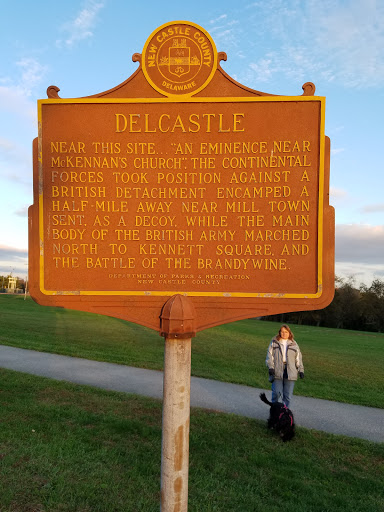 NEW CASTLE COUNTY
DELAWARE
DELCASTLE
NEAR THIS SITE... "AN EMINENCE NEAR
McKENNAN'S CHURCH", THE CONTINENTAL
FORCES TOOK POSITION AGAINST A
BRITISH DETACHMENT ENCAMPED A
HALF-MILE AWAY NEAR MILL TOWN
SENT, AS A DECOY, WHILE THE MAIN
BODY OF THE BRITISH ARMY MARCHED
NORTH TO KENNETT SQUARE, AND
THE BATTLE OF THE BRANDYWINE.
DEPARTMENT OF PARKS & RECREATION
NEW CASTLE COUNTY